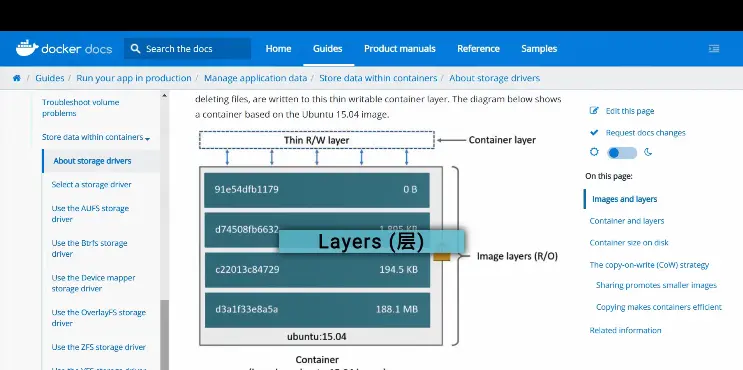 docker docs
Search the docs
Home
Guides
Product manuals
Reference
Samples
/ Guides / Run your app in production / Manage application data / Store data within containers / About storage drivers
Troubleshoot volume
problems
Store data within containers
About storage drivers
Select a storage driver
Use the AUFS storage
driver
Use the Btrfs storage
driver
Use the Device mapper
storage driver
Use the OverlayFS storage
driver
Use the ZFS storage driver
deleting files, are written to this thin writable container layer. The diagram below shows
a container based on the Ubuntu 15.04 image.
Thin R/W layer
Container layer
91e54dfb1179 0 B
d74508fb6632 1.895 KB
Layers (层)
c22013c84729 194.5 KB
d3a1f33e8a5a 188.1 MB
Image layers (R/O)
ubuntu:15.04
Container
Edit this page
Request docs changes
On this page:
Images and layers
Container and layers
Container size on disk
The copy-on-write (CoW) strategy
Sharing promotes smaller images
Copying makes containers efficient
Related information